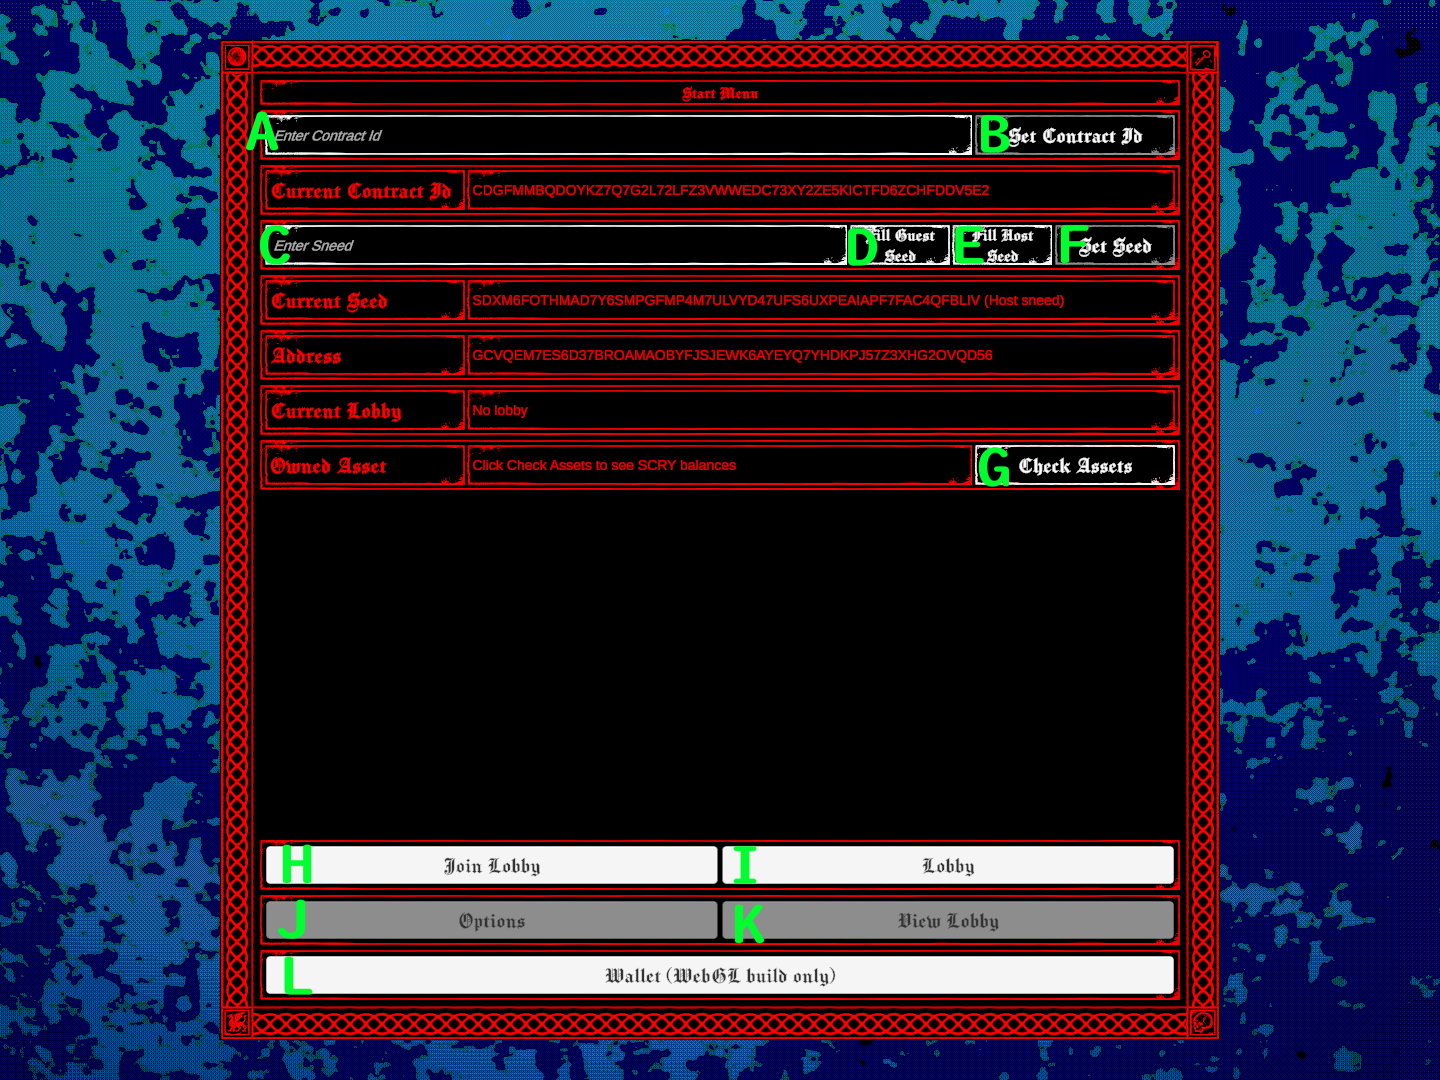 Start Menu
A Enter Contract Id B Set Contract Id
Current Contract Id CDGFMMBQDOYKZ7Q7G2L72LFZ3VWWEDC73XY2ZE5KICTFD6ZCHFDDV5E2
C Enter Sneed D Fill Guest Seed E Fill Host Seed F Set Seed
Current Seed SDXM6FOTHMAD7Y6SMPGFMP4M7ULVYD47UFS6UXPEAIAPF7FAC4QFBLIV (Host sneed)
Address GCVQEM7ES6D37BROAMAOBYFJSJEWK6AYEYQ7YHDKPJ57Z3XHG2OVQD56
Current Lobby No lobby
Owned Asset Click Check Assets to see SCRY balances G Check Assets
H Join Lobby I Lobby
J Options K View Lobby
L Wallet (WebGL build only)